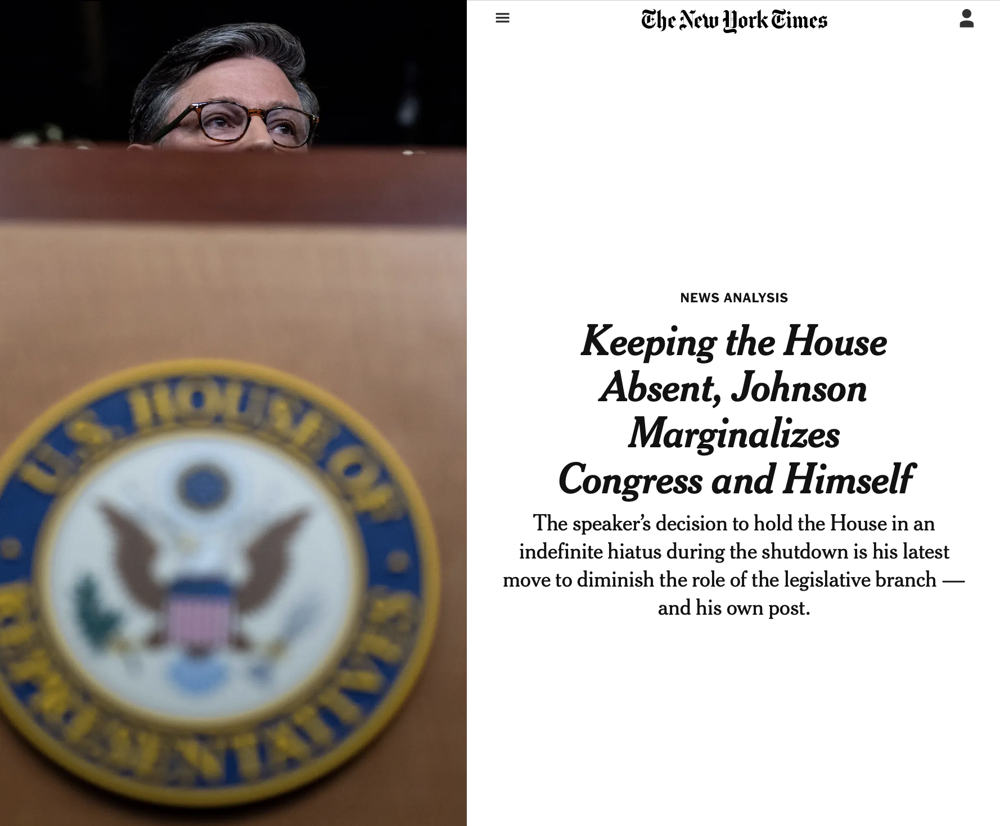 The New York Times
U.S. HOUSE OF
REPRESENTATIVES
NEWS ANALYSIS
Keeping the House
Absent, Johnson
Marginalizes
Congress and Himself
The speaker’s decision to hold the House in an
indefinite hiatus during the shutdown is his latest
move to diminish the role of the legislative branch —
and his own post.